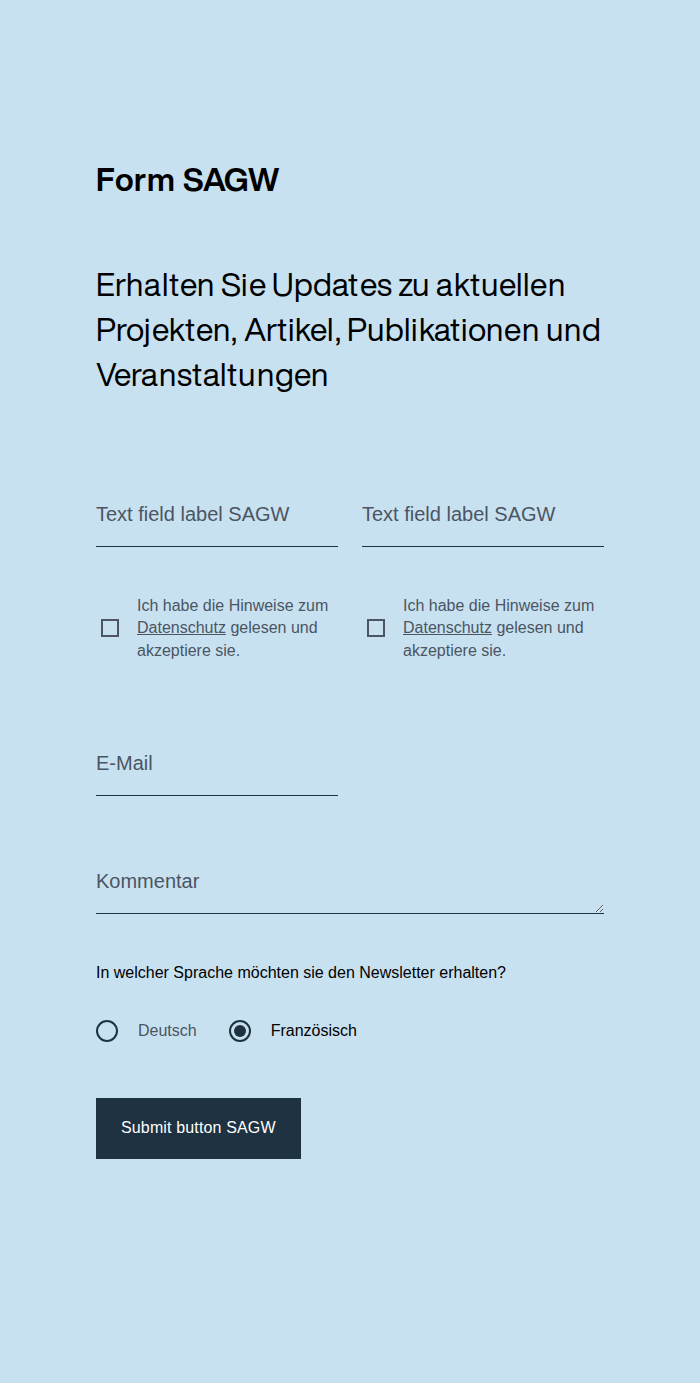 Form SAGW
Erhalten Sie Updates zu aktuellen
Projekten, Artikel, Publikationen und
Veranstaltungen
Text field label SAGW
Text field label SAGW
Ich habe die Hinweise zum
Datenschutz gelesen und
akzeptiere sie.
Ich habe die Hinweise zum
Datenschutz gelesen und
akzeptiere sie.
E-Mail
Kommentar
In welcher Sprache möchten sie den Newsletter erhalten?
Deutsch
Französisch
Submit button SAGW